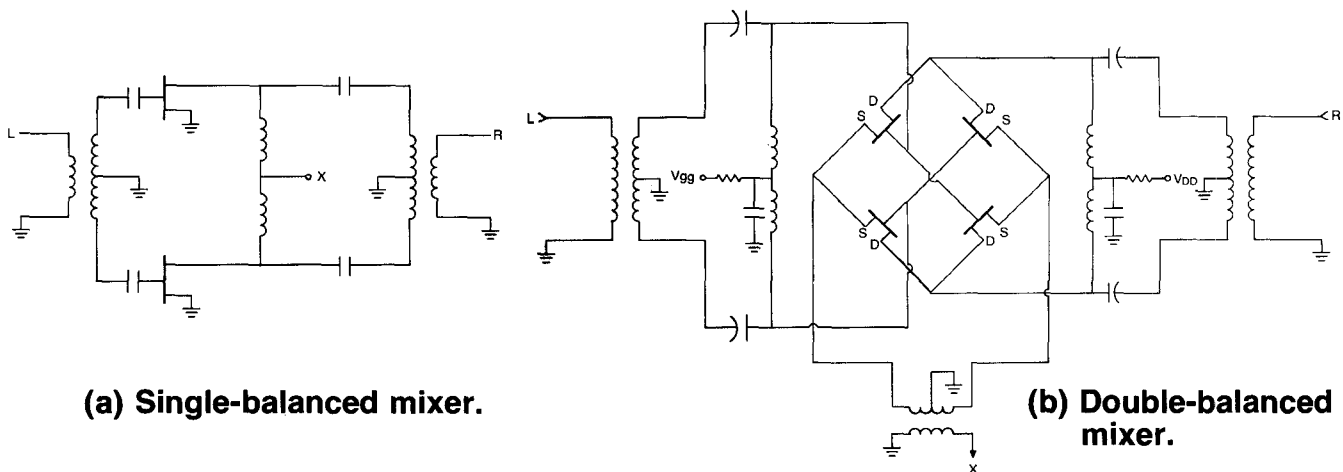 L
R
X
(a) Single-balanced mixer.
L
Vgg
D
D
S
S
S
S
D
D
VDD
R
X
(b) Double-balanced
mixer.